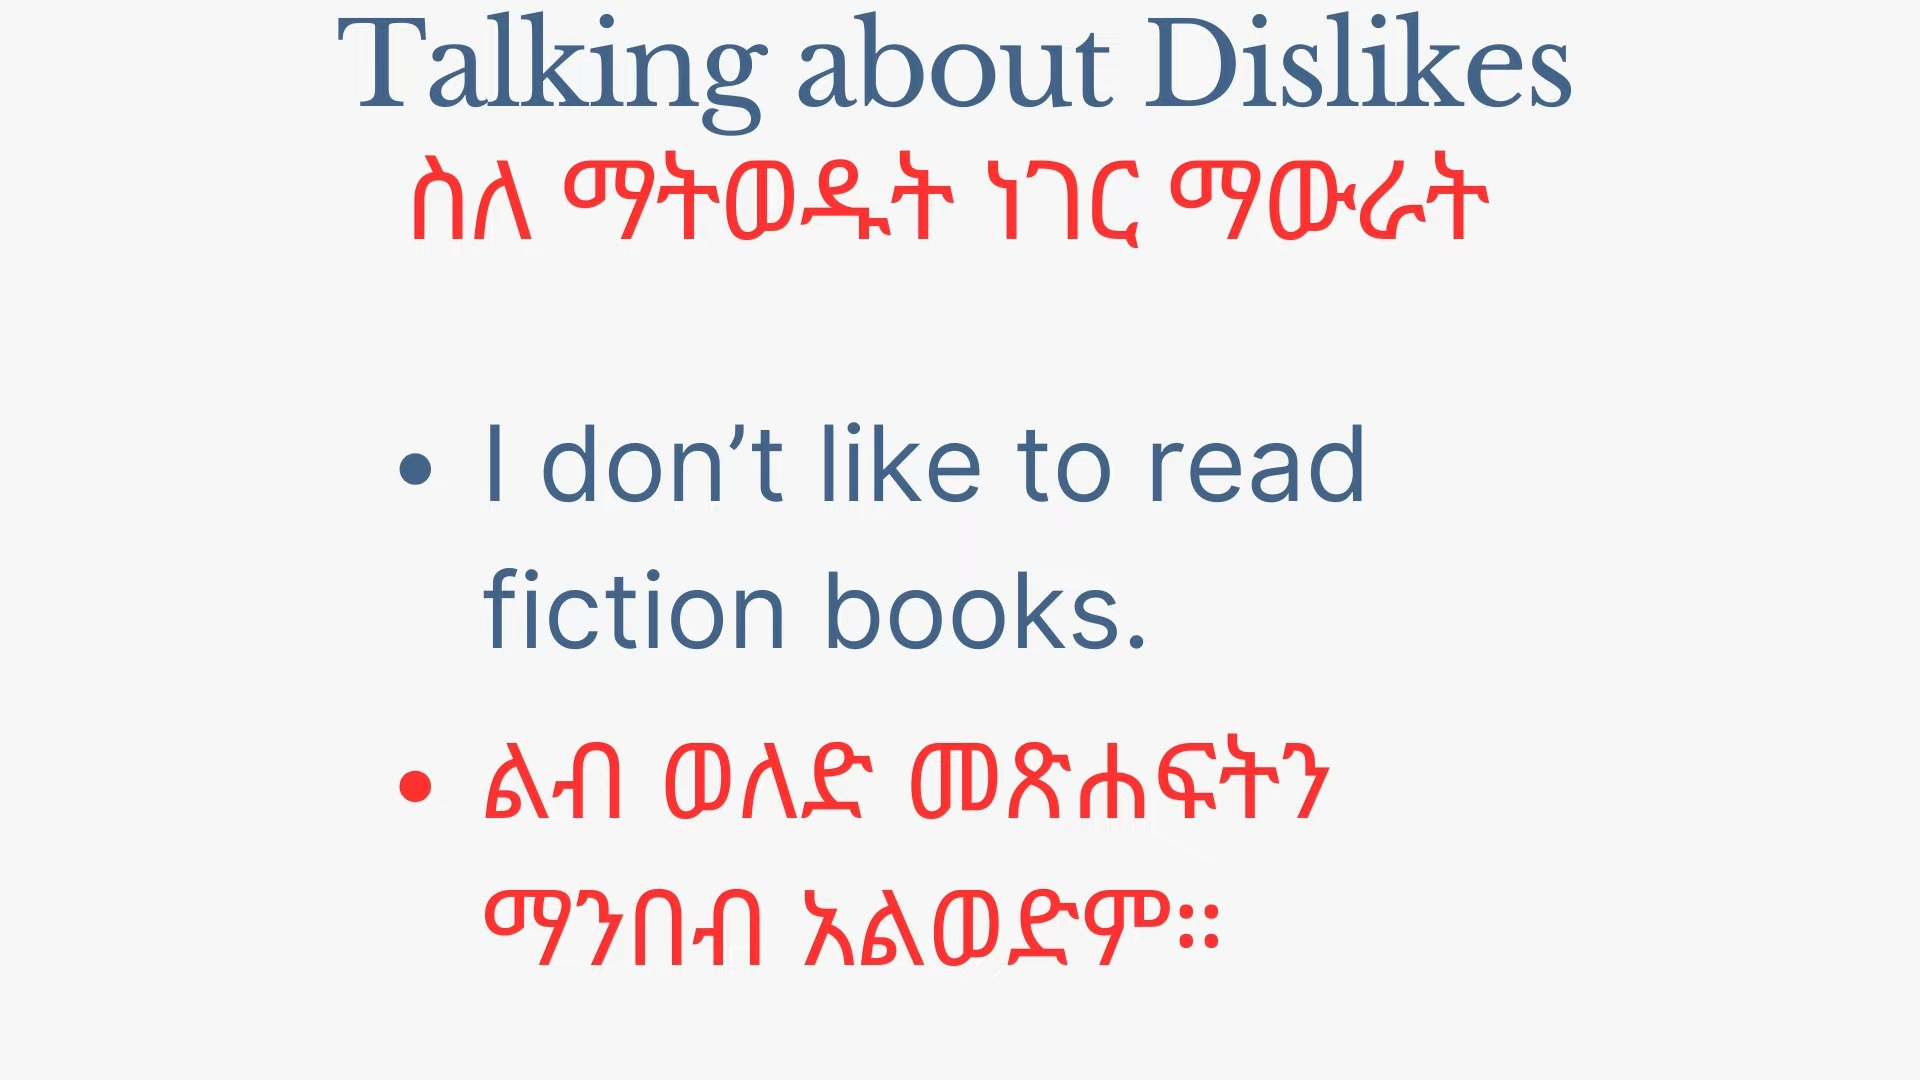 Talking about Dislikes
ስለ ማትወዱት ነገር ማውራት
• I don’t like to read
fiction books.
• ልብ ወለድ መጽሐፍትን
ማንበብ አልወድም።